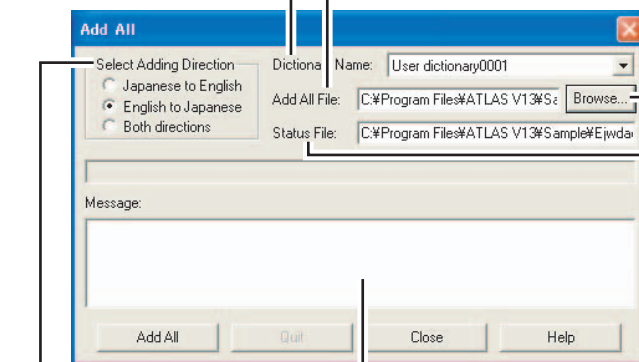 Add All
Select Adding Direction
Japanese to English
English to Japanese
Both directions
Dictionary Name: User dictionary0001
Add All File: C:¥Program Files¥ATLAS V13¥Sa Browse...
Status File: C:¥Program Files¥ATLAS V13¥Sample¥Ejwda
Message:
Add All Quit Close Help